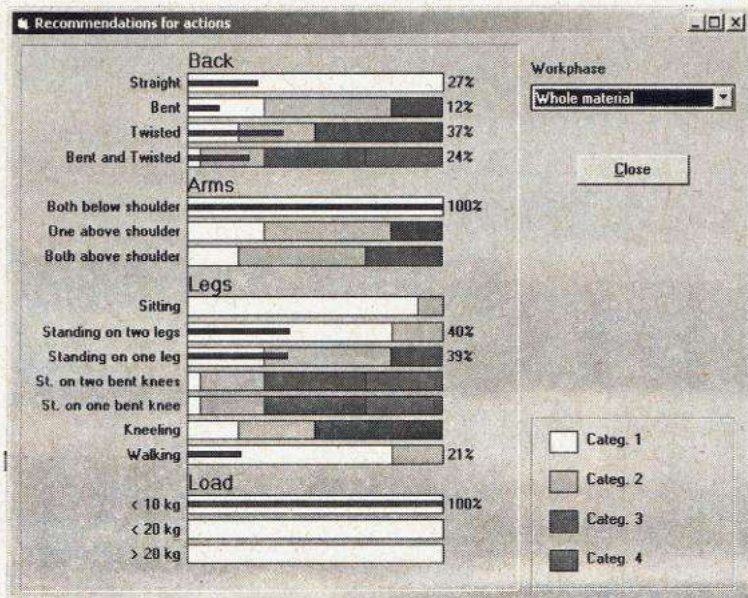 Recommendations for actions
Back
Straight 27%
Bent 12%
Twisted 37%
Bent and Twisted 24%
Arms
Both below shoulder 100%
One above shoulder
Both above shoulder
Legs
Sitting
Standing on two legs 40%
Standing on one leg 39%
St. on two bent knees
St. on one bent knee
Kneeling
Walking 21%
Load
< 10 kg 100%
< 20 kg
> 20 kg
Workphase
Whole material
Close
Categ. 1
Categ. 2
Categ. 3
Categ. 4